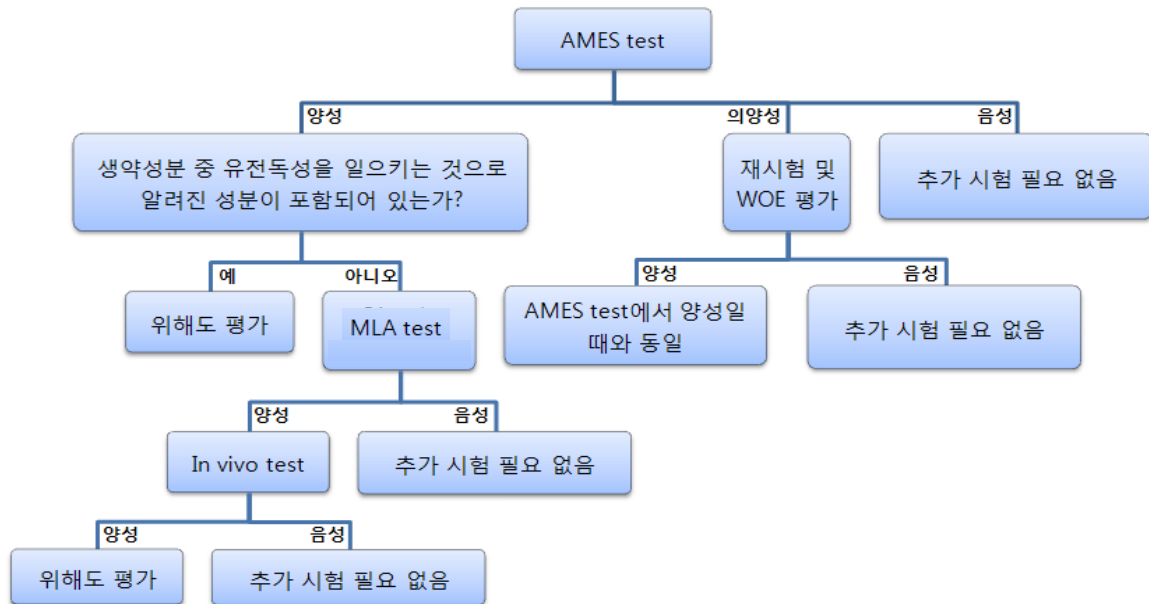 AMES test
양성
의양성
음성
생약성분 중 유전독성을 일으키는 것으로
알려진 성분이 포함되어 있는가?
재시험 및
WOE 평가
추가 시험 필요 없음
예
아니오
양성
음성
위해도 평가
MLA test
AMES test에서 양성일
때와 동일
추가 시험 필요 없음
양성
음성
In vivo test
추가 시험 필요 없음
양성
음성
위해도 평가
추가 시험 필요 없음